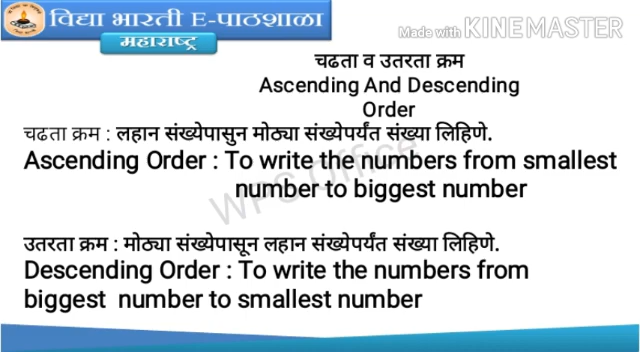 विद्या भारती E-पाठशाळा
महाराष्ट्र
Made with KINEMASTER
चढता व उतरता क्रम
Ascending And Descending
Order
चढता क्रम : लहान संख्येपासुन मोठ्या संख्येपर्यंत संख्या लिहिणे.
Ascending Order : To write the numbers from smallest
number to biggest number
WPS Office
उतरता क्रम : मोठ्या संख्येपासून लहान संख्येपर्यंत संख्या लिहिणे.
Descending Order : To write the numbers from
biggest number to smallest number